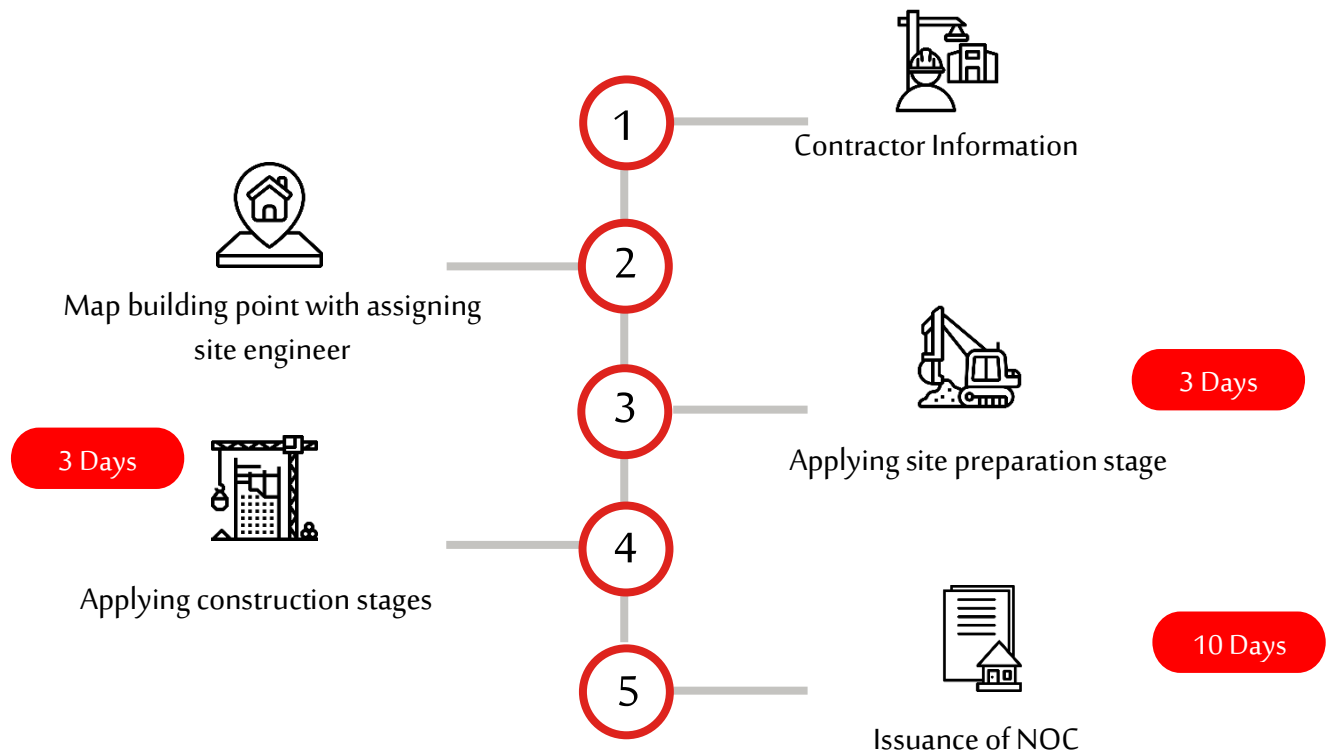 1
Contractor Information
2
Map building point with assigning
site engineer
3
3 Days
Applying site preparation stage
4
3 Days
Applying construction stages
5
10 Days
Issuance of NOC